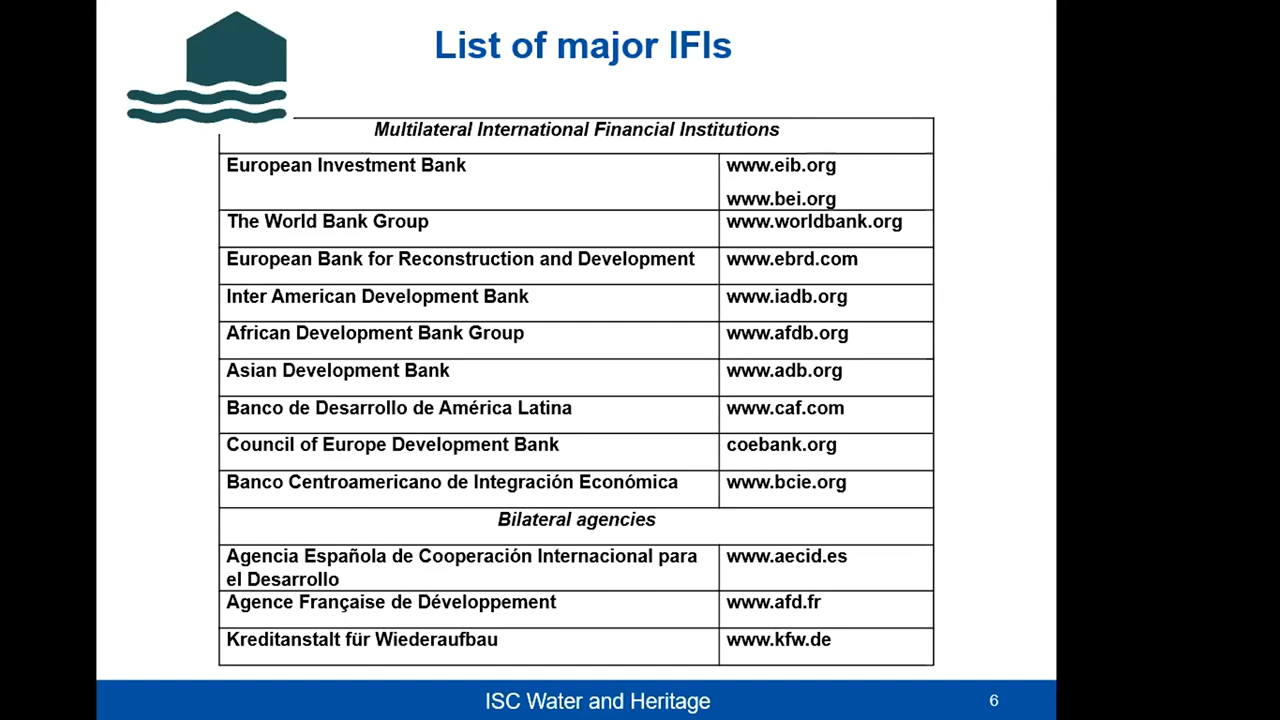 List of major IFIs
Multilateral International Financial Institutions
European Investment Bank www.eib.org
www.bei.org
The World Bank Group www.worldbank.org
European Bank for Reconstruction and Development www.ebrd.com
Inter American Development Bank www.iadb.org
African Development Bank Group www.afdb.org
Asian Development Bank www.adb.org
Banco de Desarrollo de América Latina www.caf.com
Council of Europe Development Bank coebank.org
Banco Centroamericano de Integración Económica www.bcie.org
Bilateral agencies
Agencia Española de Cooperación Internacional para www.aecid.es
el Desarrollo
Agence Française de Développement www.afd.fr
Kreditanstalt für Wiederaufbau www.kfw.de
ISC Water and Heritage 6